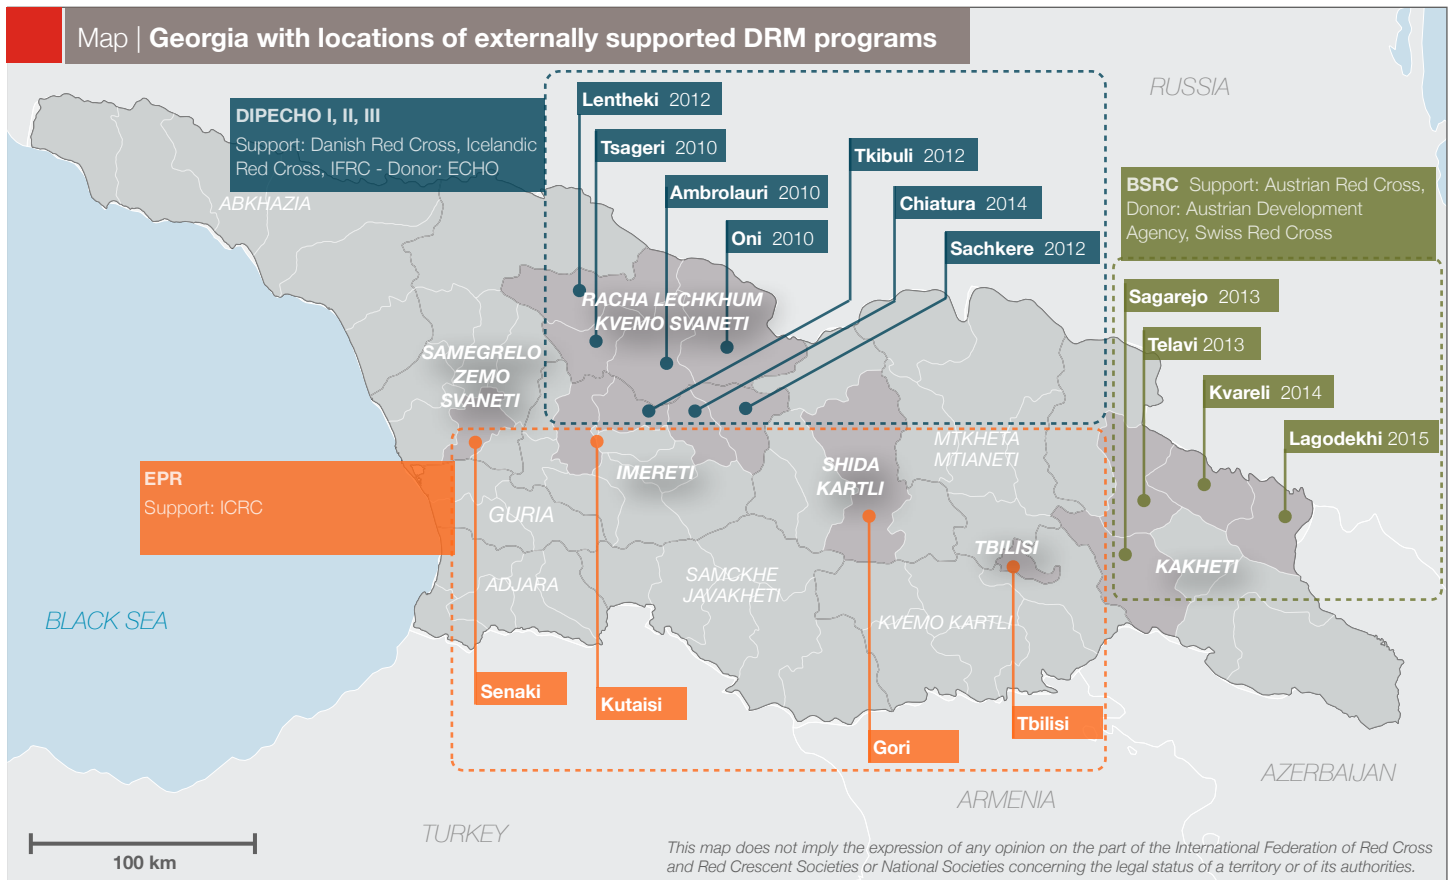 Map | Georgia with locations of externally supported DRM programs
RUSSIA
DIPECHO I, II, III
Support: Danish Red Cross, Icelandic
Red Cross, IFRC - Donor: ECHO
Lentheki 2012
Tsageri 2010
Ambrolauri 2010
Oni 2010
Tkibuli 2012
Chiatura 2014
Sachkere 2012
BSRC Support: Austrian Red Cross,
Donor: Austrian Development
Agency, Swiss Red Cross
Sagarejo 2013
Telavi 2013
Kvareli 2014
Lagodekhi 2015
ABKHAZIA
RACHA LECHKHUM
KVEMO SVANETI
SAMEGRELO
ZEMO
SVANETI
MTKHETA
MTIANETI
IMERETI
SHIDA
KARTLI
EPR
Support: ICRC
GURIA
TBILISI
KAKHETI
ADJARA
SAMCKHE
JAVAKHETI
KVEMO KARTLI
BLACK SEA
Senaki
Kutaisi
Gori
Tbilisi
AZERBAIJAN
ARMENIA
TURKEY
100 km
This map does not imply the expression of any opinion on the part of the International Federation of Red Cross
and Red Crescent Societies or National Societies concerning the legal status of a territory or of its authorities.